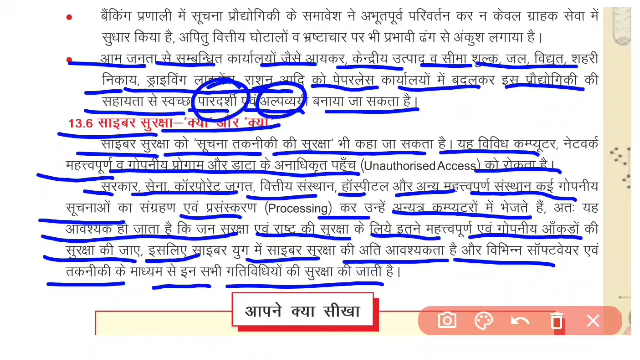 • बैंकिंग प्रणाली में सूचना प्रौद्योगिकी के समावेश ने अभूतपूर्व परिवर्तन कर न केवल ग्राहक सेवा में
सुधार किया है, अपितु वित्तीय घोटालों व भ्रष्टाचार पर भी प्रभावी ढंग से अंकुश लगाया है।
• आम जनता से सम्बन्धित कार्यालयों जैसे आयकर, केन्द्रीय उत्पाद व सीमा शुल्क, जल, विद्युत, शहरी
निकाय, ड्राइविंग लाइसेंस, राशन आदि को पेपरलेस कार्यालयों में बदलकर इस प्रौद्योगिकी की
सहायता से स्वच्छ पारदर्शी एवं अल्पव्ययी बनाया जा सकता है।
13.6 साइबर सुरक्षा - 'क्या और क्यों'
साइबर सुरक्षा को 'सूचना तकनीकी की सुरक्षा' भी कहा जा सकता है। यह विविध कम्प्यूटर, नेटवर्क
महत्त्वपूर्ण व गोपनीय प्रोगाम और डाटा के अनाधिकृत पहुँच (Unauthorised Access) को रोकता है।
सरकार, सेना, कॉरपोरेट जगत, वित्तीय संस्थान, हॉस्पीटल और अन्य महत्त्वपूर्ण संस्थान कई गोपनीय
सूचनाओं का संग्रहण एवं प्रसंस्करण (Processing) कर उन्हें अन्यत्र कम्प्यूटरों में भेजते हैं, अतः यह
आवश्यक हो जाता है कि जन सुरक्षा एवं राष्ट की सुरक्षा के लिये इतने महत्त्वपूर्ण एवं गोपनीय आँकड़ों की
सुरक्षा की जाए, इसलिए साइबर युग में साइबर सुरक्षा की अति आवश्यकता है और विभिन्न सॉफ्टवेयर एवं
तकनीकी के माध्यम से इन सभी गतिविधियों की सुरक्षा की जाती है।
आपने क्या सीखा